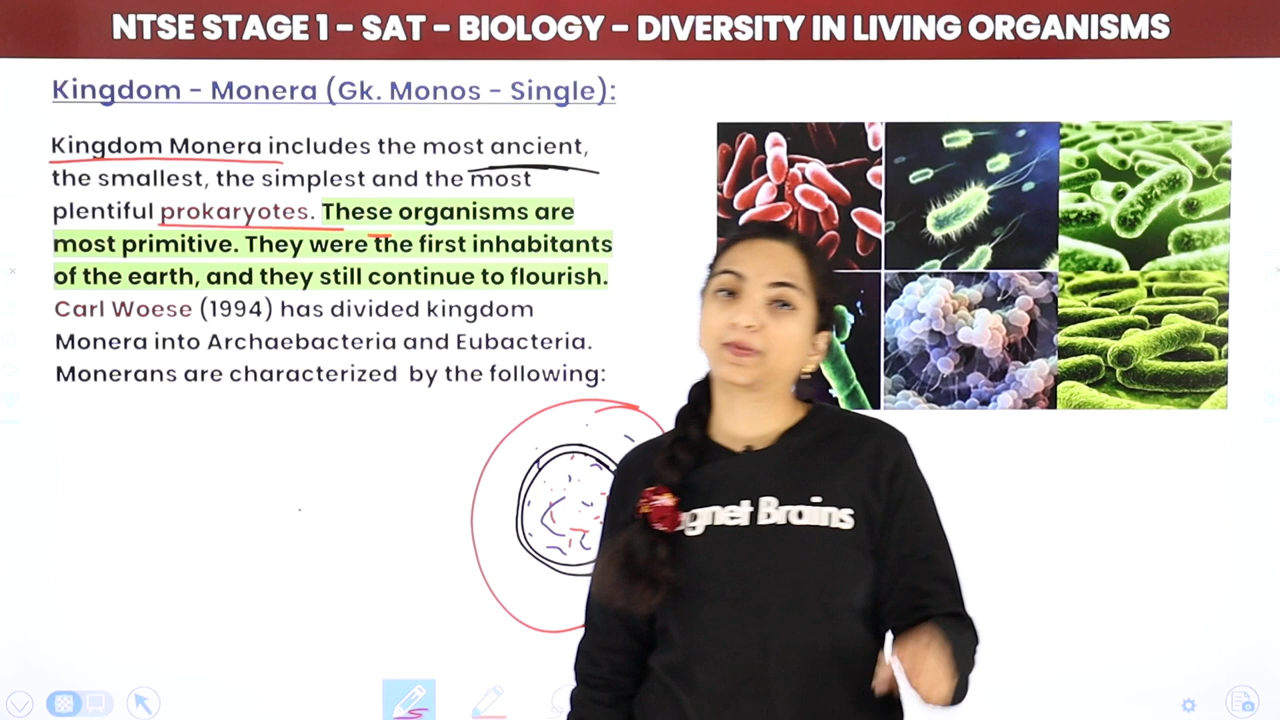 NTSE STAGE 1 – SAT – BIOLOGY – DIVERSITY IN LIVING ORGANISMS
Kingdom – Monera (Gk. Monos – Single):
Kingdom Monera includes the most ancient,
the smallest, the simplest and the most
plentiful prokaryotes. These organisms are
most primitive. They were the first inhabitants
of the earth, and they still continue to flourish.
Carl Woese (1994) has divided kingdom
Monera into Archaebacteria and Eubacteria.
Monerans are characterized by the following:
gnet Brains